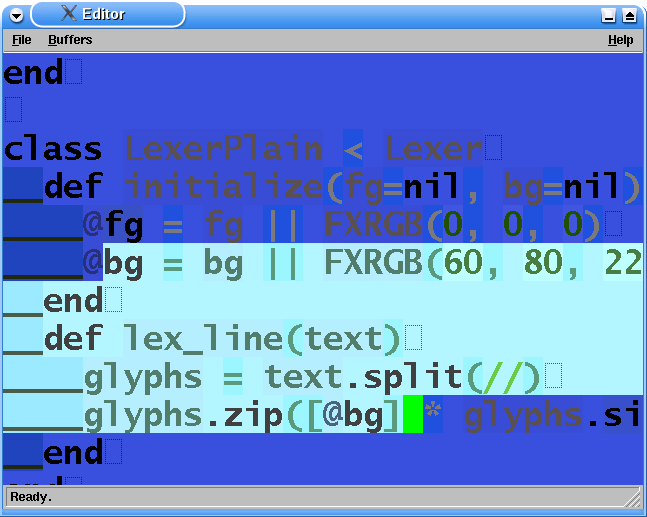 Editor
File Buffers Help
end
class LexerPlain < Lexer
__def initialize(fg=nil, bg=nil)
____@fg = fg || FXRGB(0, 0, 0)
____@bg = bg || FXRGB(60, 80, 22
__end
__def lex_line(text)
____glyphs = text.split(//)
____glyphs.zip([@bg] * glyphs.si
__end
end
Ready.